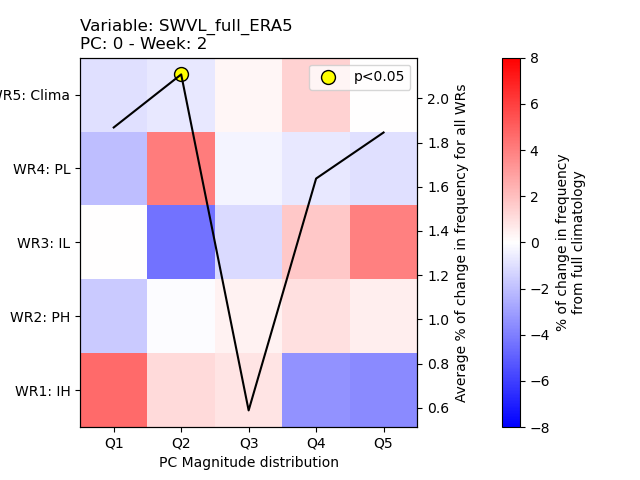 Variable: SWVL_full_ERA5
PC: 0 - Week: 2
p<0.05
WR5: Clima
WR4: PL
WR3: IL
WR2: PH
WR1: IH
Q1 Q2 Q3 Q4 Q5
PC Magnitude distribution
2.0
1.8
1.6
1.4
1.2
1.0
0.8
0.6
Average % of change in frequency for all WRs
8
6
4
2
0
−2
−4
−6
−8
% of change in frequency
from full climatology